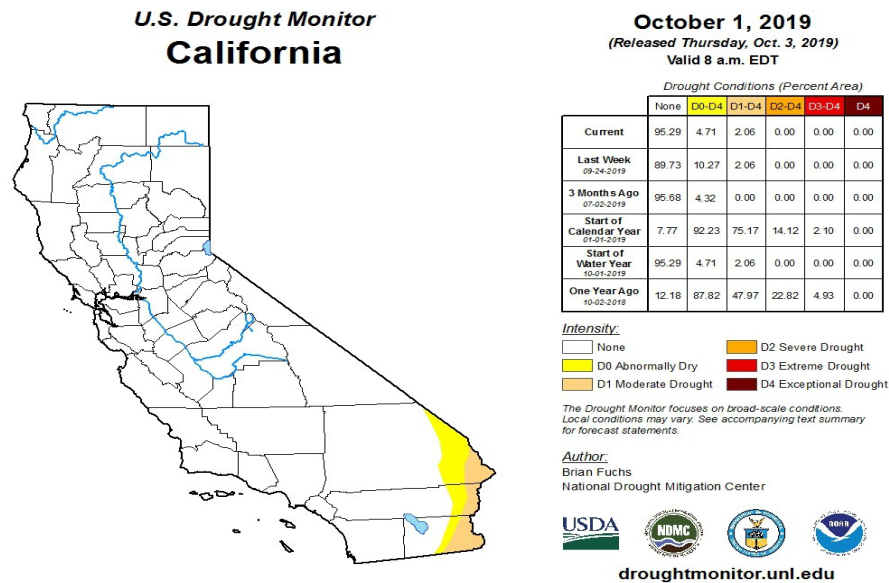 U.S. Drought Monitor
California
October 1, 2019
(Released Thursday, Oct. 3, 2019)
Valid 8 a.m. EDT
Drought Conditions (Percent Area)
None D0-D4 D1-D4 D2-D4 D3-D4 D4
Current 95.29 4.71 2.06 0.00 0.00 0.00
Last Week 09-24-2019 89.73 10.27 2.06 0.00 0.00 0.00
3 Months Ago 07-02-2019 95.68 4.32 0.00 0.00 0.00 0.00
Start of Calendar Year 01-01-2019 7.77 92.23 75.17 14.12 2.10 0.00
Start of Water Year 10-01-2019 95.29 4.71 2.06 0.00 0.00 0.00
One Year Ago 10-02-2018 12.18 87.82 47.97 22.82 4.93 0.00
Intensity:
None D2 Severe Drought
D0 Abnormally Dry D3 Extreme Drought
D1 Moderate Drought D4 Exceptional Drought
The Drought Monitor focuses on broad-scale conditions.
Local conditions may vary. See accompanying text summary
for forecast statements.
Author:
Brian Fuchs
National Drought Mitigation Center
USDA
NDMC
NOAA
droughtmonitor.unl.edu